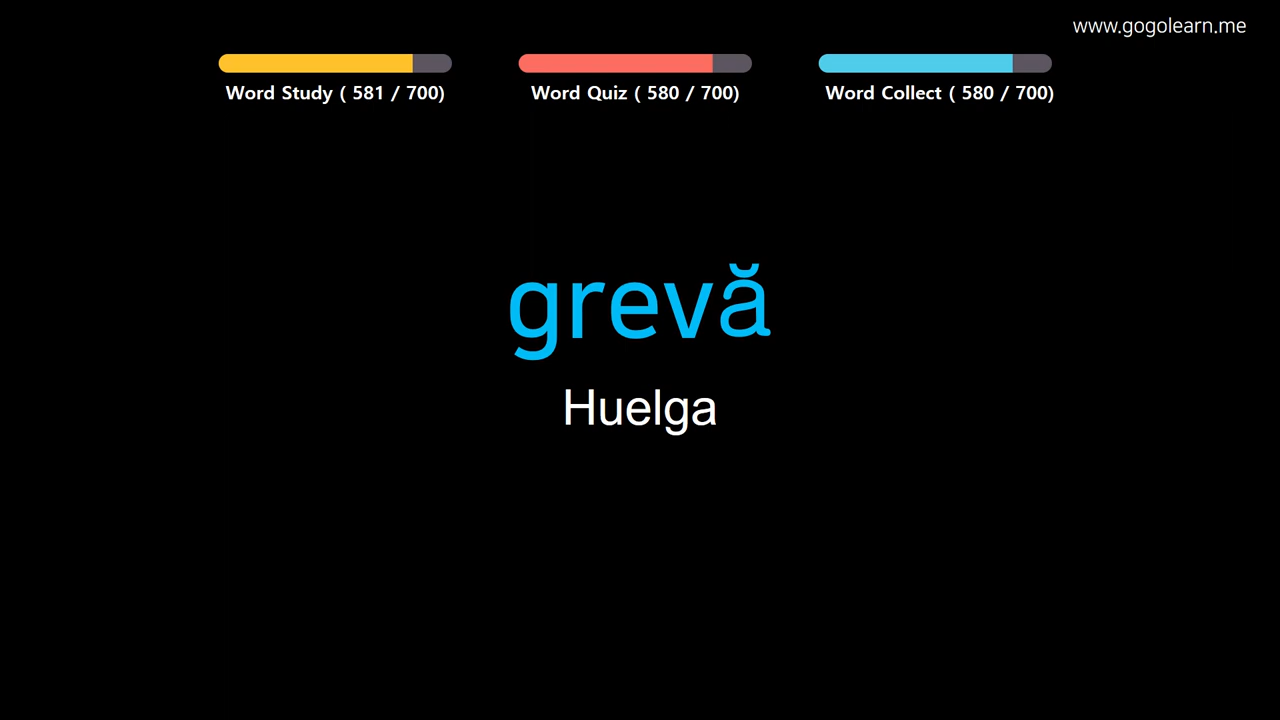 www.gogolearn.me
Word Study ( 581 / 700)
Word Quiz ( 580 / 700)
Word Collect ( 580 / 700)
grevă
Huelga